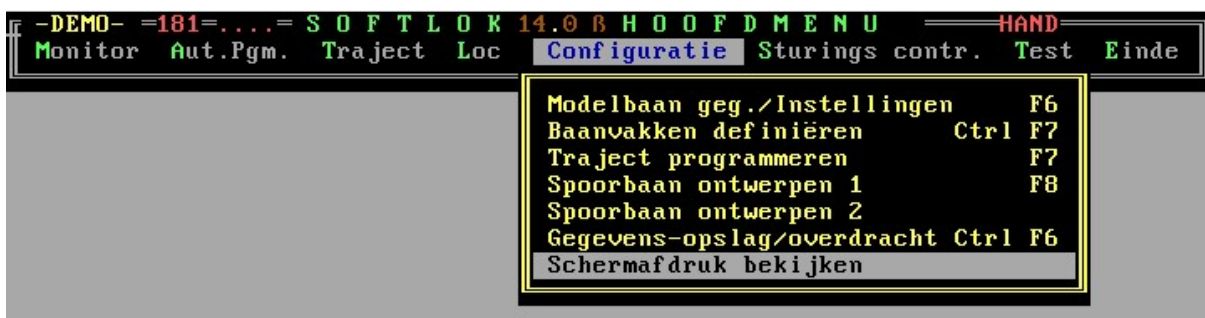 -DEMO- =181=....= S O F T L O K 14.0 ß H O O F D M E N U HAND
Monitor Aut.Pgm. Traject Loc Configuratie Sturings contr. Test Einde
Modelbaan geg./Instellingen F6
Baanvakken definiëren Ctrl F7
Traject programmeren F7
Spoorbaan ontwerpen 1 F8
Spoorbaan ontwerpen 2
Gegevens-opslag/overdracht Ctrl F6
Schermafdruk bekijken